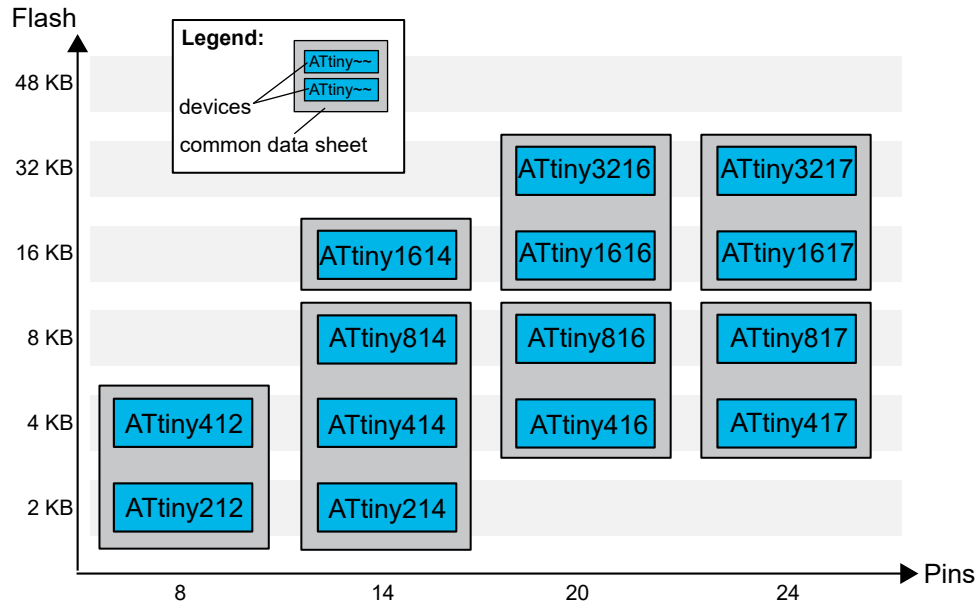 Flash
Legend:
ATtiny~~
ATtiny~~
devices
common data sheet
48 KB
32 KB
ATtiny3216
ATtiny3217
16 KB
ATtiny1614
ATtiny1616
ATtiny1617
8 KB
ATtiny814
ATtiny816
ATtiny817
4 KB
ATtiny412
ATtiny414
ATtiny416
ATtiny417
2 KB
ATtiny212
ATtiny214
Pins
8
14
20
24